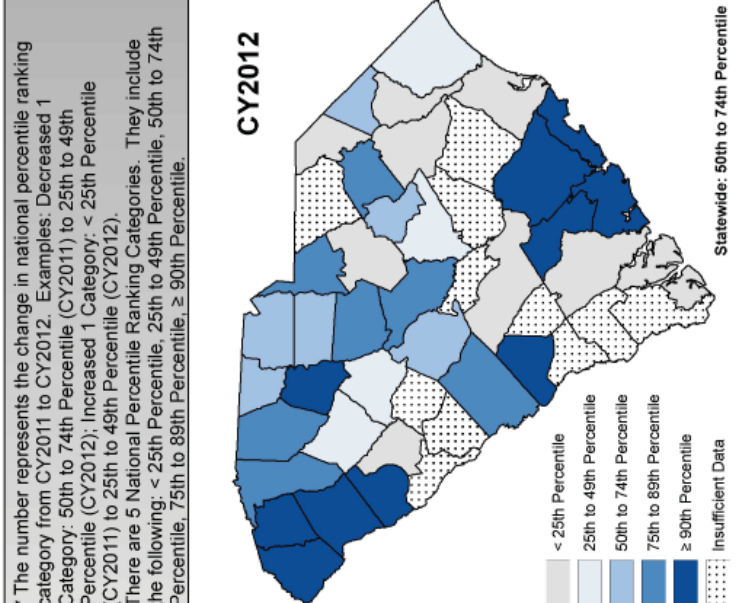 * The number represents the change in national percentile ranking
category from CY2011 to CY2012. Examples: Decreased 1
Category: 50th to 74th Percentile (CY2011) to 25th to 49th
Percentile (CY2012); Increased 1 Category: < 25th Percentile
(CY2011) to 25th to 49th Percentile (CY2012).
There are 5 National Percentile Ranking Categories. They include
the following: < 25th Percentile, 25th to 49th Percentile, 50th to 74th
Percentile, 75th to 89th Percentile, ≥ 90th Percentile.
CY2012
< 25th Percentile
25th to 49th Percentile
50th to 74th Percentile
75th to 89th Percentile
≥ 90th Percentile
Insufficient Data
Statewide: 50th to 74th Percentile